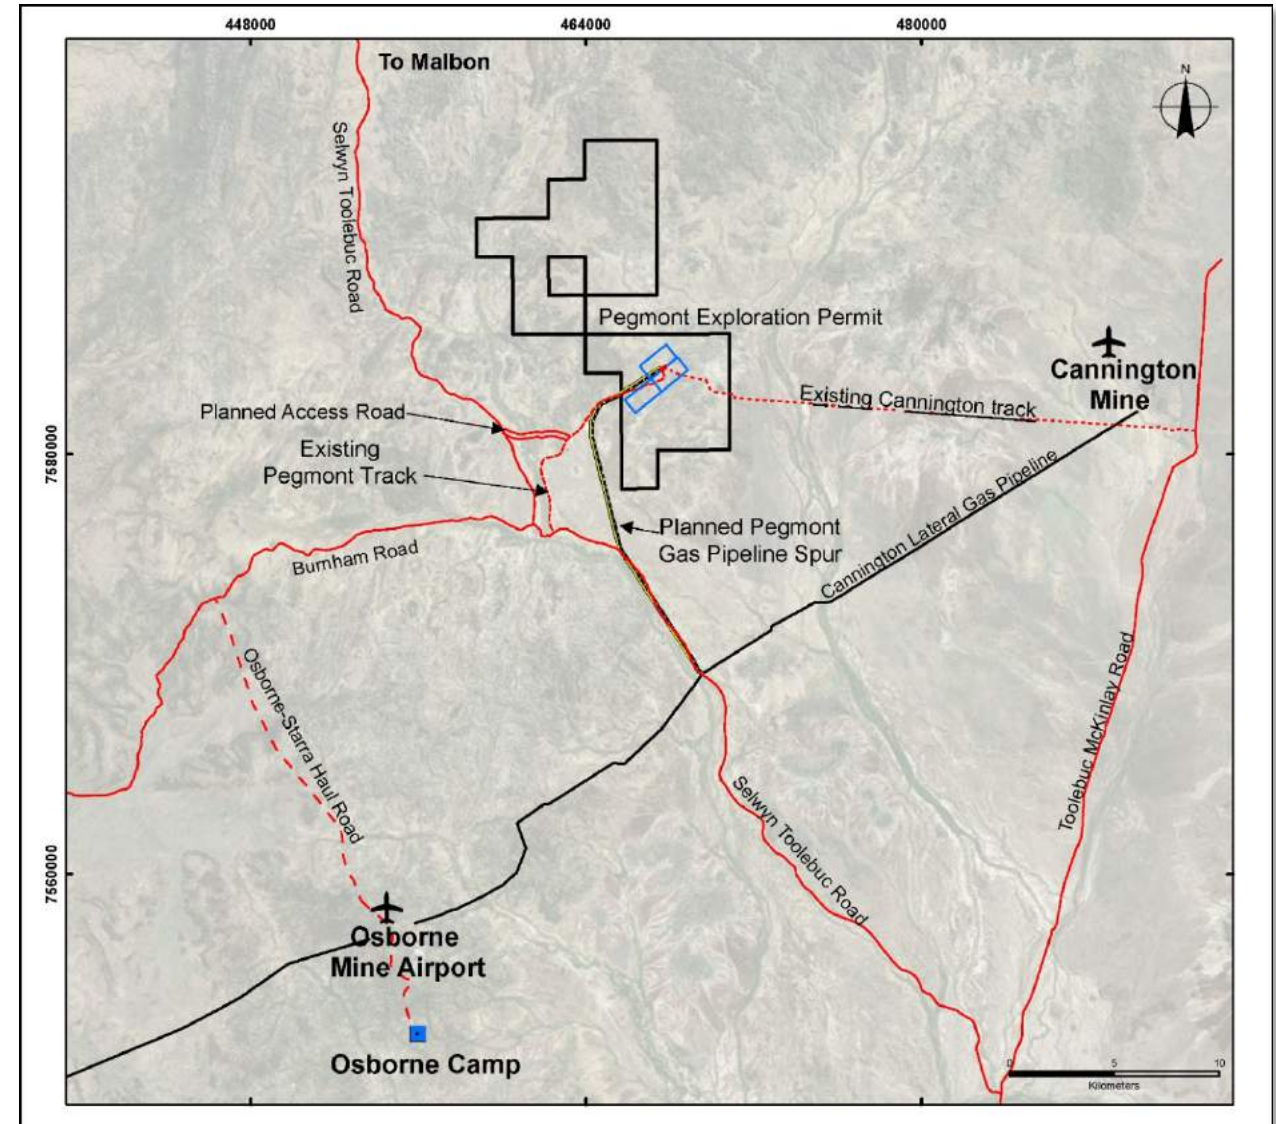 448000
464000
480000
To Malbon
N
Selwyn Toolebuc Road
Pegmont Exploration Permit
Cannington
Mine
Existing Cannington track
Planned Access Road
Existing
Pegmont Track
7580000
Planned Pegmont
Gas Pipeline Spur
Cannington Lateral Gas Pipeline
Burnham Road
Osborne-Starra Haul Road
Toolebuc McKinlay Road
Selwyn Toolebuc Road
7560000
Osborne
Mine Airport
Osborne Camp
0 5 10
Kilometers